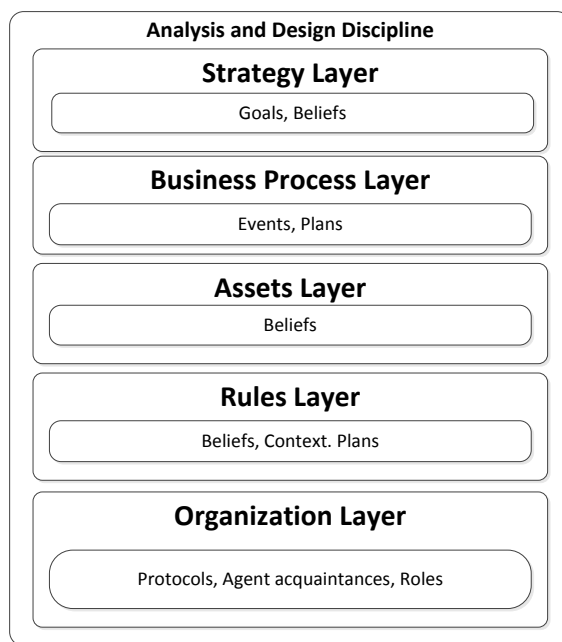 Analysis and Design Discipline
Strategy Layer
Goals, Beliefs
Business Process Layer
Events, Plans
Assets Layer
Beliefs
Rules Layer
Beliefs, Context. Plans
Organization Layer
Protocols, Agent acquaintances, Roles